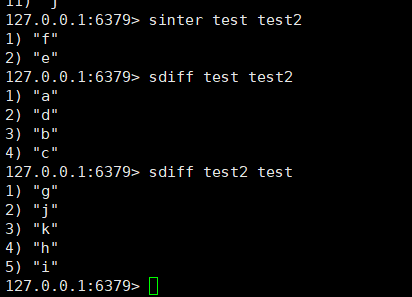 11) "j"
127.0.0.1:6379> sinter test test2
1) "f"
2) "e"
127.0.0.1:6379> sdiff test test2
1) "a"
2) "d"
3) "b"
4) "c"
127.0.0.1:6379> sdiff test2 test
1) "g"
2) "j"
3) "k"
4) "h"
5) "i"
127.0.0.1:6379>